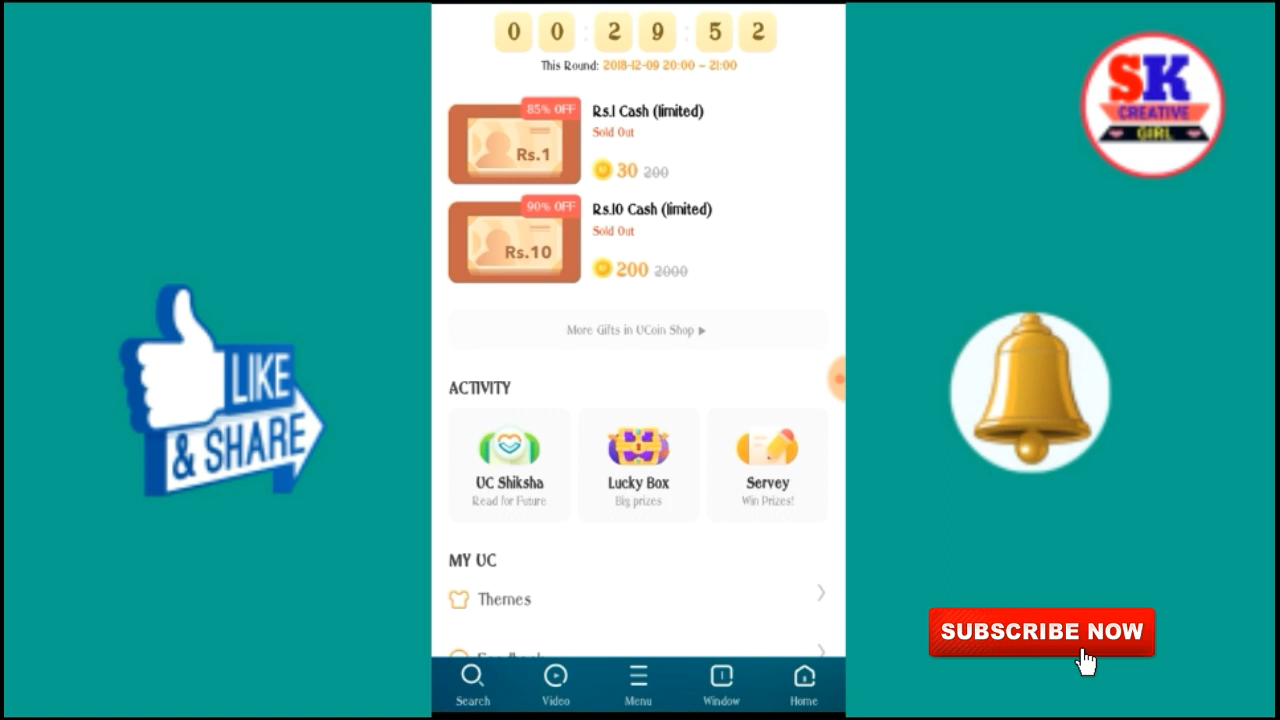 0 0 : 2 9 : 5 2
This Round: 2018-12-09 20:00 - 21:00
85% OFF
Rs.1
Rs.1 Cash (limited)
Sold Out
30 200
90% OFF
Rs.10
Rs.10 Cash (limited)
Sold Out
200 2000
More Gifts in UCoin Shop ▶
ACTIVITY
UC Shiksha
Read for Future
Lucky Box
Big prizes
Servey
Win Prizes!
MY UC
Themes
Feedback
Search
Video
Menu
Window
Home
LIKE
& SHARE
SK
CREATIVE
GIRL
SUBSCRIBE NOW